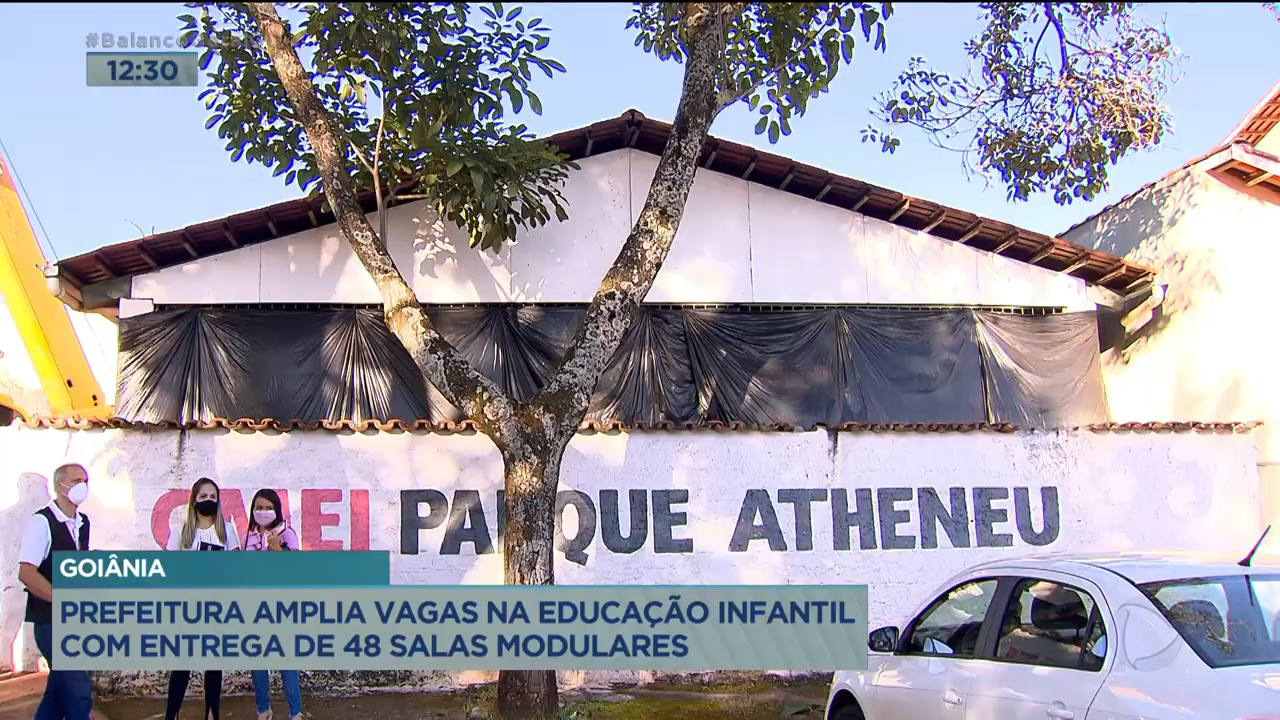 #Balanço
12:30
CMEI PARQUE ATHENEU
GOIÂNIA
PREFEITURA AMPLIA VAGAS NA EDUCAÇÃO INFANTIL
COM ENTREGA DE 48 SALAS MODULARES